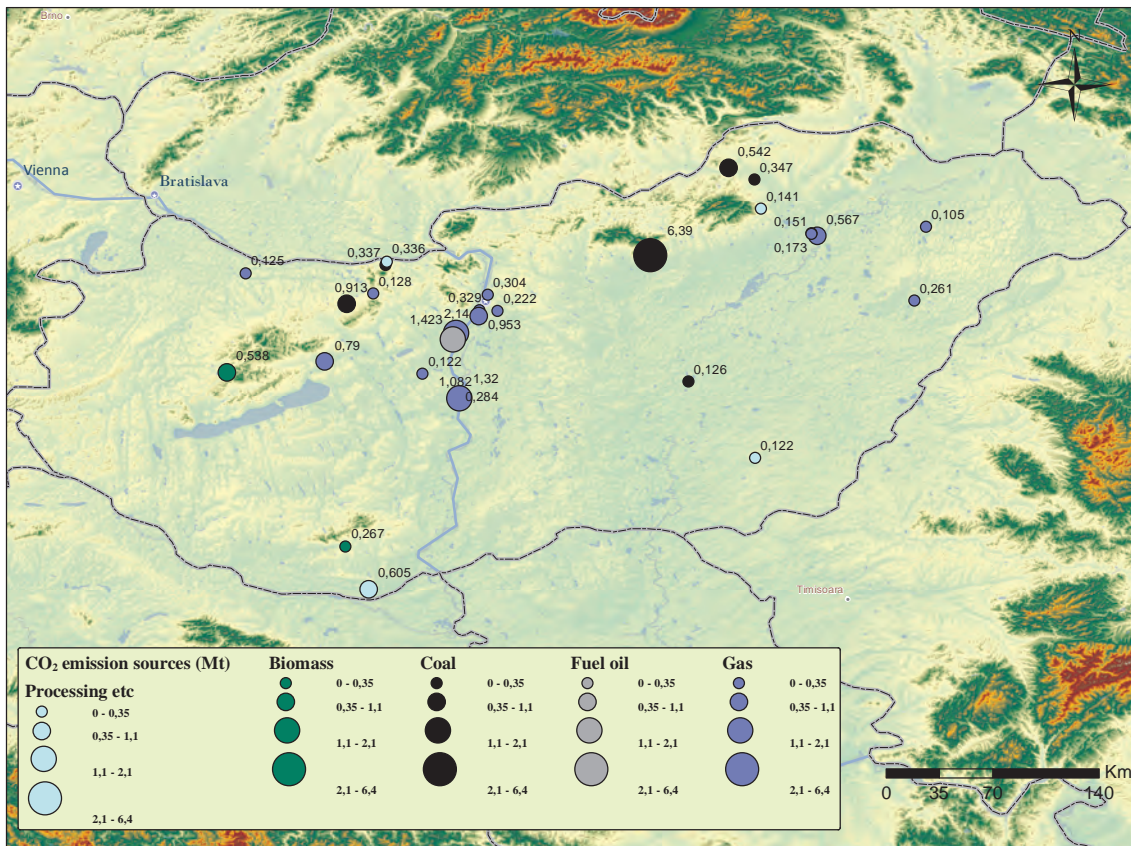 Brno
N
Vienna
Bratislava
0,542
0,347
0,141
0,151
0,567
0,173
0,105
6,39
0,337
0,336
0,125
0,128
0,913
0,304
0,329
0,222
0,261
1,423
2,14
0,953
0,538
0,79
0,122
0,126
1,082
1,32
0,284
0,122
0,267
0,605
Timisoara
CO₂ emission sources (Mt)
Processing etc
0 - 0,35
0,35 - 1,1
1,1 - 2,1
2,1 - 6,4
Biomass
0 - 0,35
0,35 - 1,1
1,1 - 2,1
2,1 - 6,4
Coal
0 - 0,35
0,35 - 1,1
1,1 - 2,1
2,1 - 6,4
Fuel oil
0 - 0,35
0,35 - 1,1
1,1 - 2,1
2,1 - 6,4
Gas
0 - 0,35
0,35 - 1,1
1,1 - 2,1
2,1 - 6,4
Km
0 35 70 140